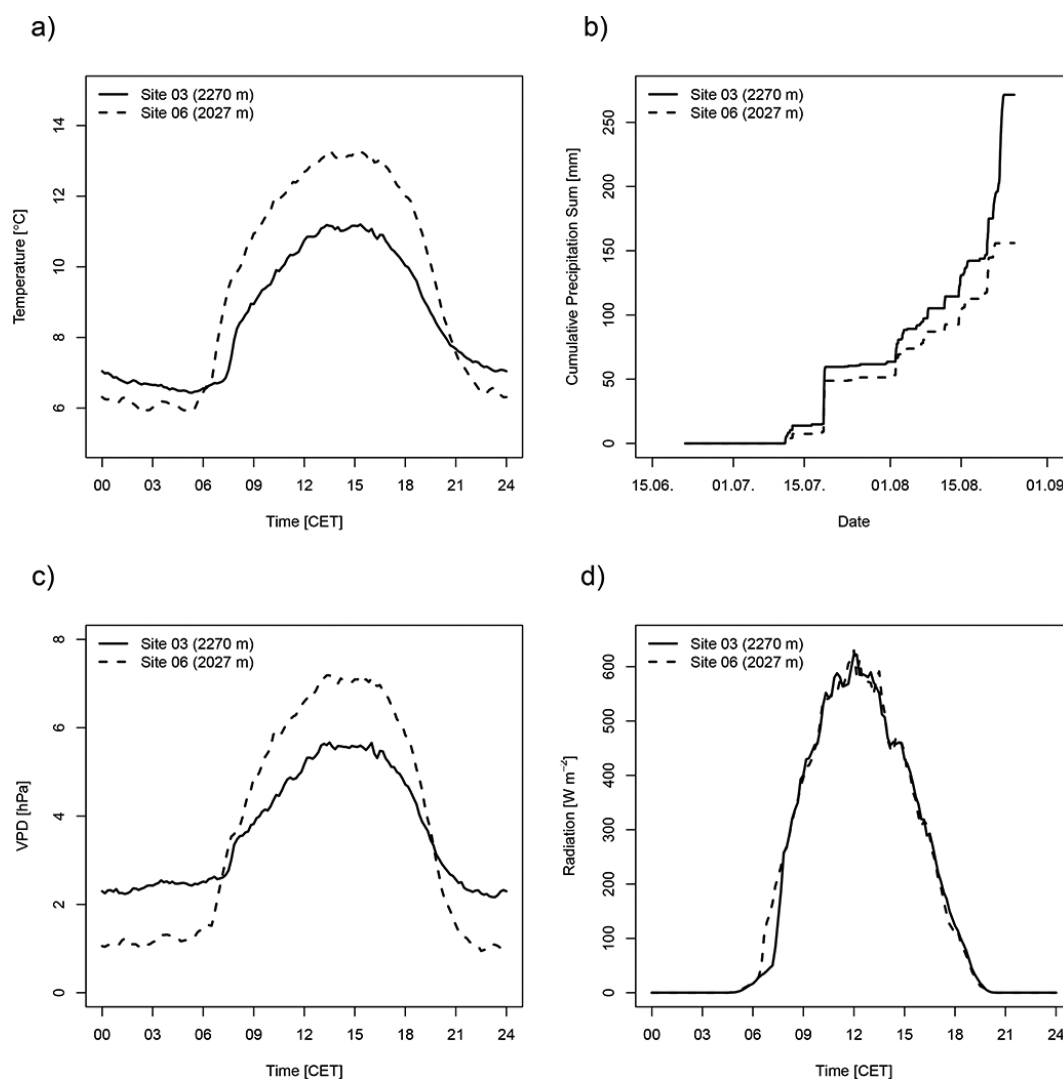 a)
Site 03 (2270 m)
Site 06 (2027 m)
14
12
10
8
6
Temperature [°C]
00 03 06 09 12 15 18 21 24
Time [CET]
b)
Site 03 (2270 m)
Site 06 (2027 m)
250
200
150
100
50
0
Cumulative Precipitation Sum [mm]
15.06. 01.07. 15.07. 01.08 15.08. 01.09
Date
c)
Site 03 (2270 m)
Site 06 (2027 m)
8
6
4
2
0
VPD [hPa]
00 03 06 09 12 15 18 21 24
Time [CET]
d)
Site 03 (2270 m)
Site 06 (2027 m)
600
500
400
300
200
100
0
Radiation [W m⁻²]
00 03 06 09 12 15 18 21 24
Time [CET]